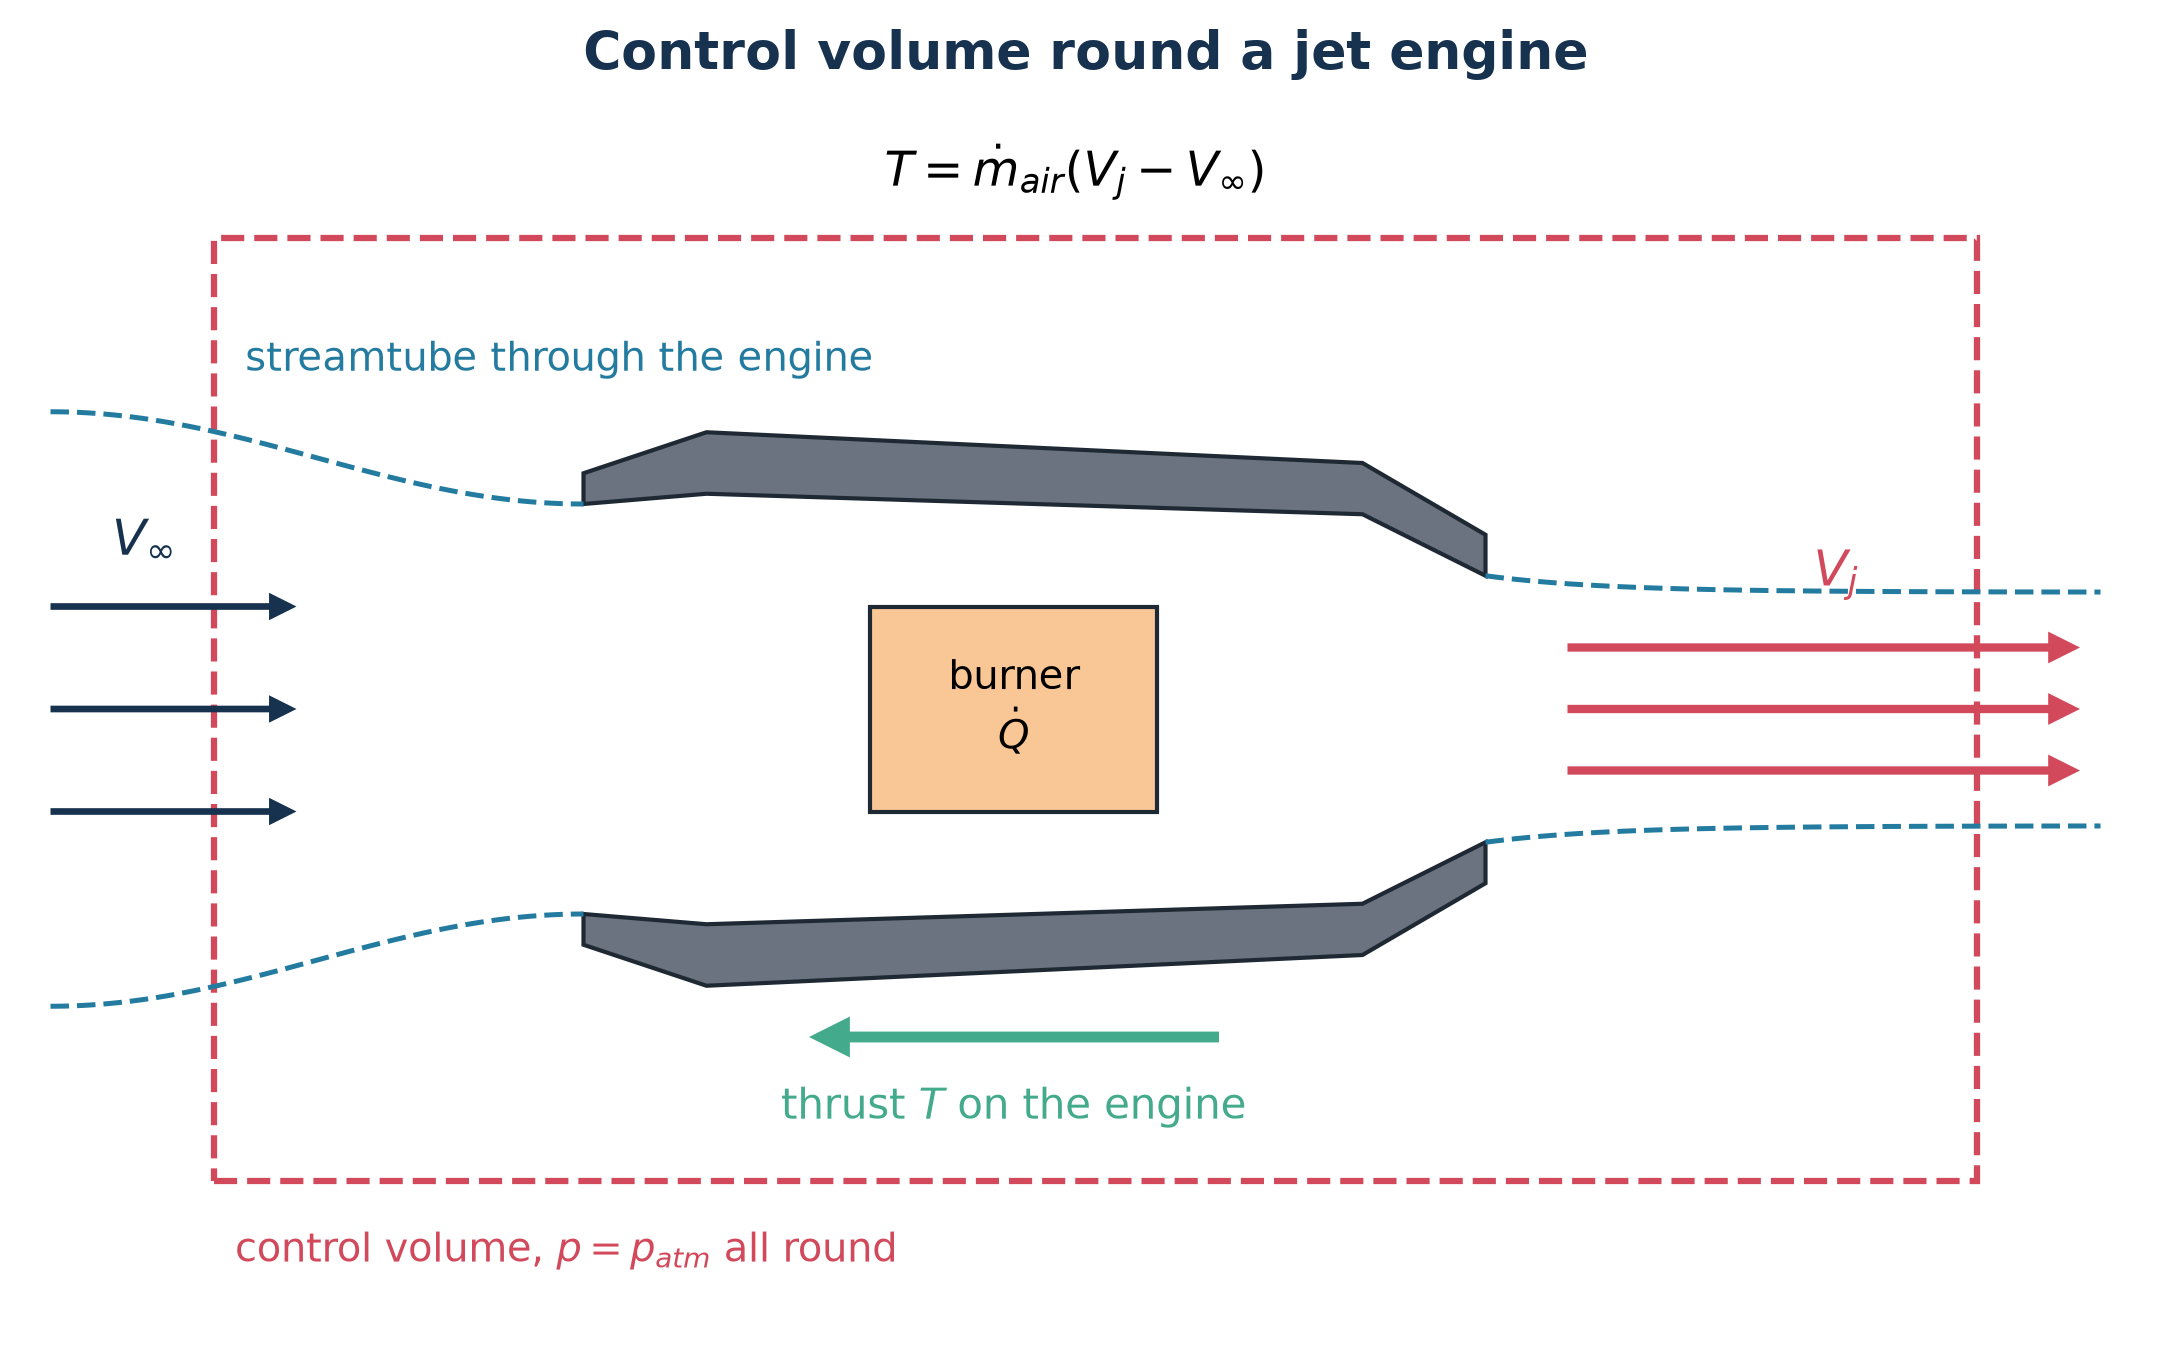 Control volume round a jet engine
T = ṁ_air(V_j − V_∞)
streamtube through the engine
V_∞
V_j
burner
Q̇
thrust T on the engine
control volume, p = p_atm all round